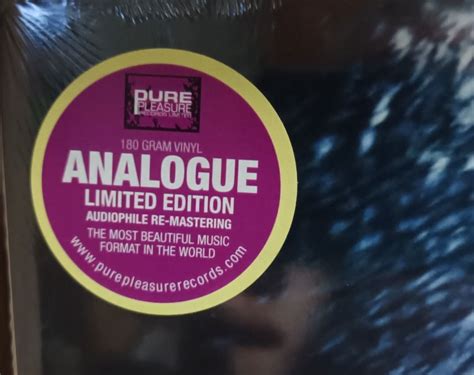 PURE
PLEASURE
180 GRAM VINYL
ANALOGUE
LIMITED EDITION
AUDIOPHILE RE-MASTERING
THE MOST BEAUTIFUL MUSIC
FORMAT IN THE WORLD
www.purepleasurerecords.com